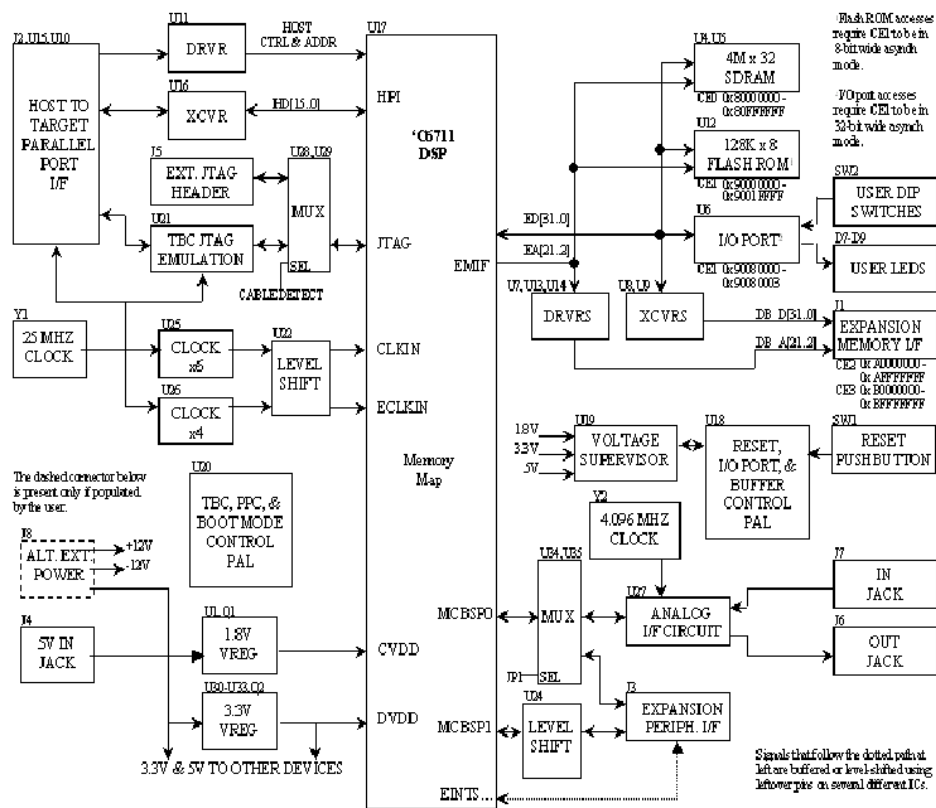 U11
HOST
CTRL & ADDR
U17
J2, U15, U10
DRVR
U16
HOST TO
TARGET
PARALLEL
PORT
I/F
XCVR
HD[15..0]
HPI
'C6711
DSP
J5
U28, U29
EXT. JTAG
HEADER
MUX
U21
TBC JTAG
EMULATION
JTAG
SEL
CABLE DETECT
EMIF
Y1
25 MHZ
CLOCK
U25
CLOCK
U22
LEVEL
SHIFT
CLKIN
U26
CLOCK
x4
ECLKIN
Memory
Map
U4, U5
4M x 32
SDRAM
CE0 0x80000000-
0x80FFFFFF
U12
128K x 8
FLASH ROM
CE1 0x90000000-
0x9001FFFF
U6
I/O PORT
CE1 0x90080000-
0x90080003
Flash ROM accesses
require CE1 to be in
8-bit wide asynch
mode.
I/O port accesses
require CE1 to be in
32-bit wide asynch
mode.
SW2
USER DIP
SWITCHES
D7-D9
USER LEDS
ED[31..0]
EA[21..2]
U7, U13, U14
DRVRS
U8, U9
XCVRS
DB_D[31..0]
DB_A[21..2]
J1
EXPANSION
MEMORY I/F
CE2 0xA0000000-
0xAFFFFFFF
CE3 0xB0000000-
0xBFFFFFFF
1.8V
3.3V
5V
U19
VOLTAGE
SUPERVISOR
U18
RESET,
I/O PORT, &
BUFFER
CONTROL
PAL
SW1
RESET
PUSHBUTTON
The dashed connector below
is present only if populated
by the user.
U20
TBC, PPC, &
BOOT MODE
CONTROL
PAL
J8
ALT. EXT.
POWER
+12V
-12V
J4
5V IN
JACK
U1, Q1
1.8V
VREG
CVDD
U30-U33, Q2
3.3V
VREG
DVDD
3.3V & 5V TO OTHER DEVICES
Y2
4.096 MHZ
CLOCK
U34, U35
MCBSP0
MUX
JP1
SEL
U27
ANALOG
I/F CIRCUIT
J7
IN
JACK
J6
OUT
JACK
U24
MCBSP1
LEVEL
SHIFT
J3
EXPANSION
PERIPH. I/F
EINTS...
Signals that follow the dotted path at
left are buffered or level-shifted using
leftover pins on several different ICs.